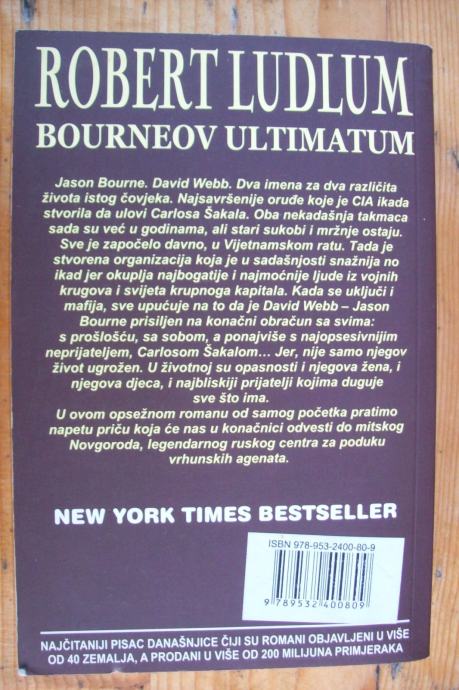 ROBERT LUDLUM
BOURNEOV ULTIMATUM
Jason Bourne. David Webb. Dva imena za dva različita
života istog čovjeka. Najsavršenije oruđe koje je CIA ikada
stvorila da ulovi Carlosa Šakala. Oba nekadašnja takmaca
sada su već u godinama, ali stari sukobi i mržnje ostaju.
Sve je započelo davno, u Vijetnamskom ratu. Tada je
stvorena organizacija koja je u sadašnjosti snažnija no
ikad jer okuplja najbogatije i najmoćnije ljude iz vojnih
krugova i svijeta krupnoga kapitala. Kada se uključi i
mafija, sve upućuje na to da je David Webb – Jason
Bourne prisiljen na konačni obračun sa svima:
s prošlošću, sa sobom, a ponajviše s najopsesivnijim
neprijateljem, Carlosom Šakalom... Jer, nije samo njegov
život ugrožen. U životnoj su opasnosti i njegova žena, i
njegova djeca, i najbliskiji prijatelji kojima duguje
sve što ima.
U ovom opsežnom romanu od samog početka pratimo
napetu priču koja će nas u konačnici odvesti do mitskog
Novgoroda, legendarnog ruskog centra za poduku
vrhunskih agenata.
NEW YORK TIMES BESTSELLER
ISBN 978-953-2400-80-9
9 789532 400809
NAJČITANIJI PISAC DANAŠNJICE ČIJI SU ROMANI OBJAVLJENI U VIŠE
OD 40 ZEMALJA, A PRODANI U VIŠE OD 200 MILIJUNA PRIMJERAKA